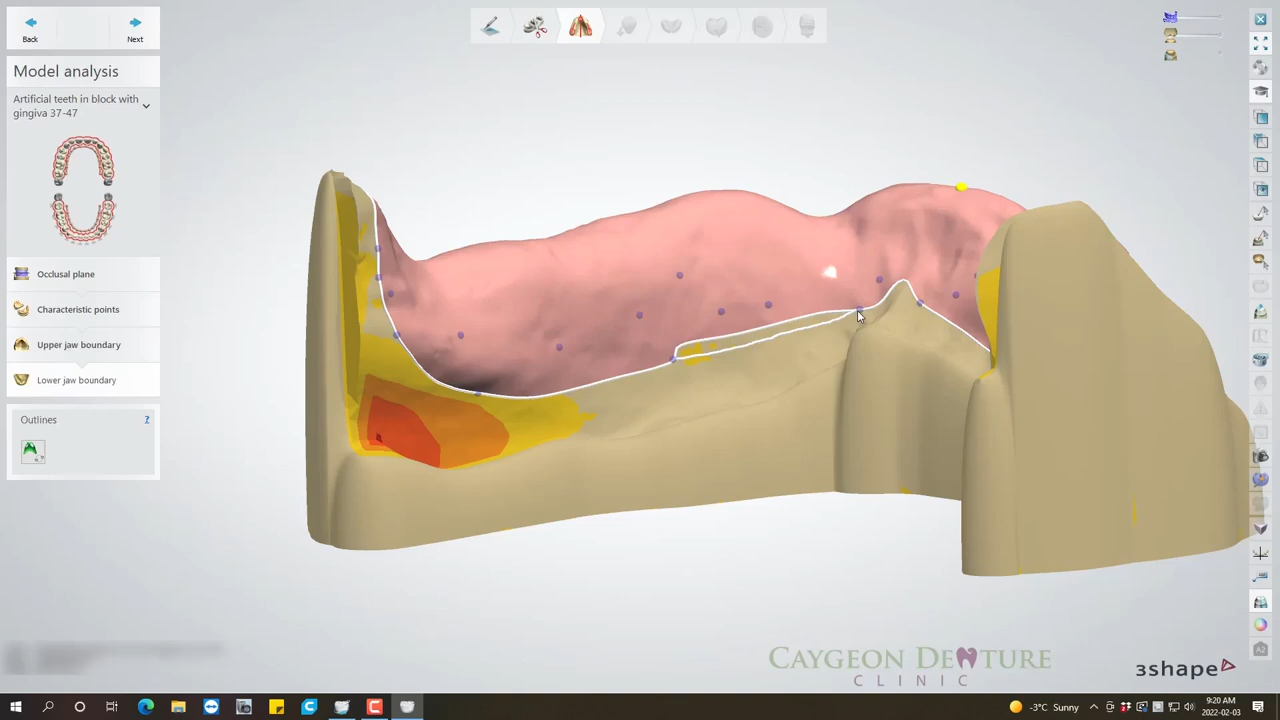 Back
Next
Model analysis
Artificial teeth in block with
gingiva 37-47
Occlusal plane
Characteristic points
Upper jaw boundary
Lower jaw boundary
Outlines
?
A2
CAYGEON DENTURE
CLINIC
3shape
-3°C Sunny
9:20 AM
2022-02-03